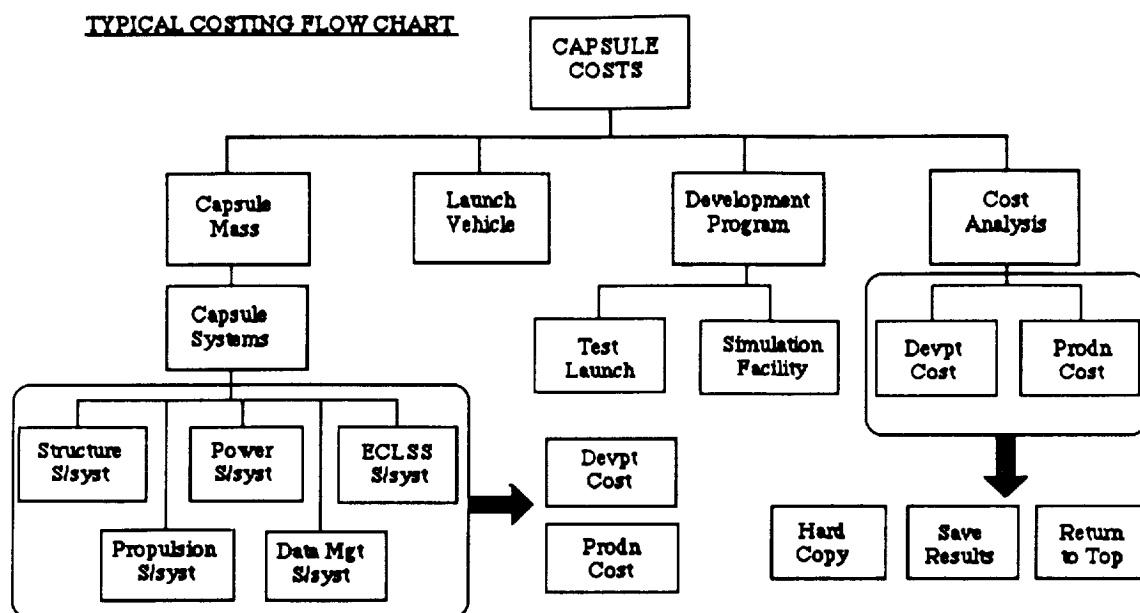 TYPICAL COSTING FLOW CHART
CAPSULE
COSTS
Capsule
Mass
Launch
Vehicle
Development
Program
Cost
Analysis
Capsule
Systems
Test
Launch
Simulation
Facility
Devpt
Cost
Prodn
Cost
Structure
S/syst
Power
S/syst
ECLSS
S/syst
Propulsion
S/syst
Data Mgt
S/syst
Devpt
Cost
Prodn
Cost
Hard
Copy
Save
Results
Return
to Top